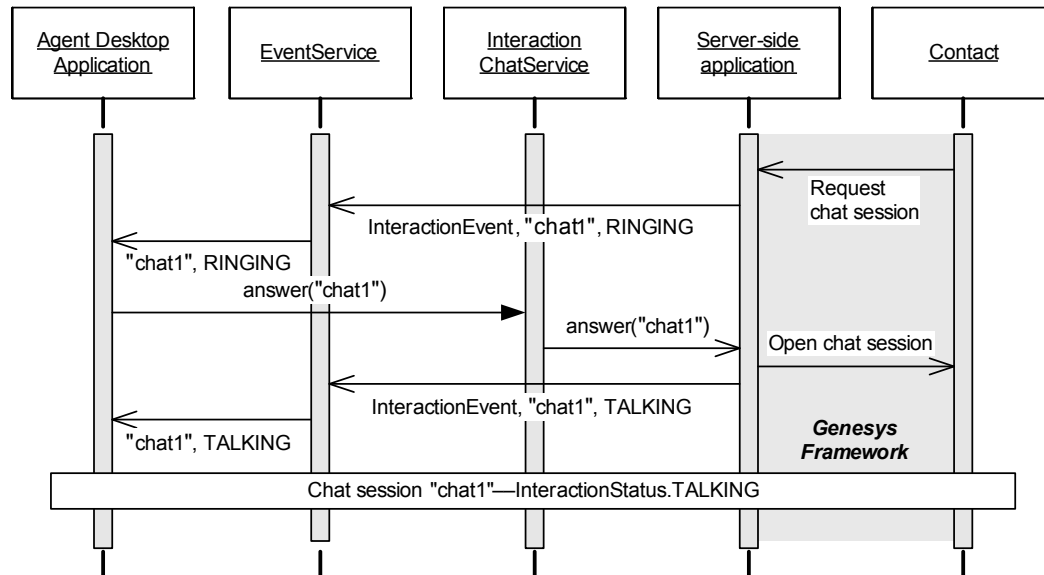 Agent Desktop
Application
EventService
Interaction
ChatService
Server-side
application
Contact
Request
chat session
InteractionEvent, "chat1", RINGING
"chat1", RINGING
answer("chat1")
answer("chat1")
Open chat session
InteractionEvent, "chat1", TALKING
"chat1", TALKING
Genesys
Framework
Chat session "chat1"—InteractionStatus.TALKING